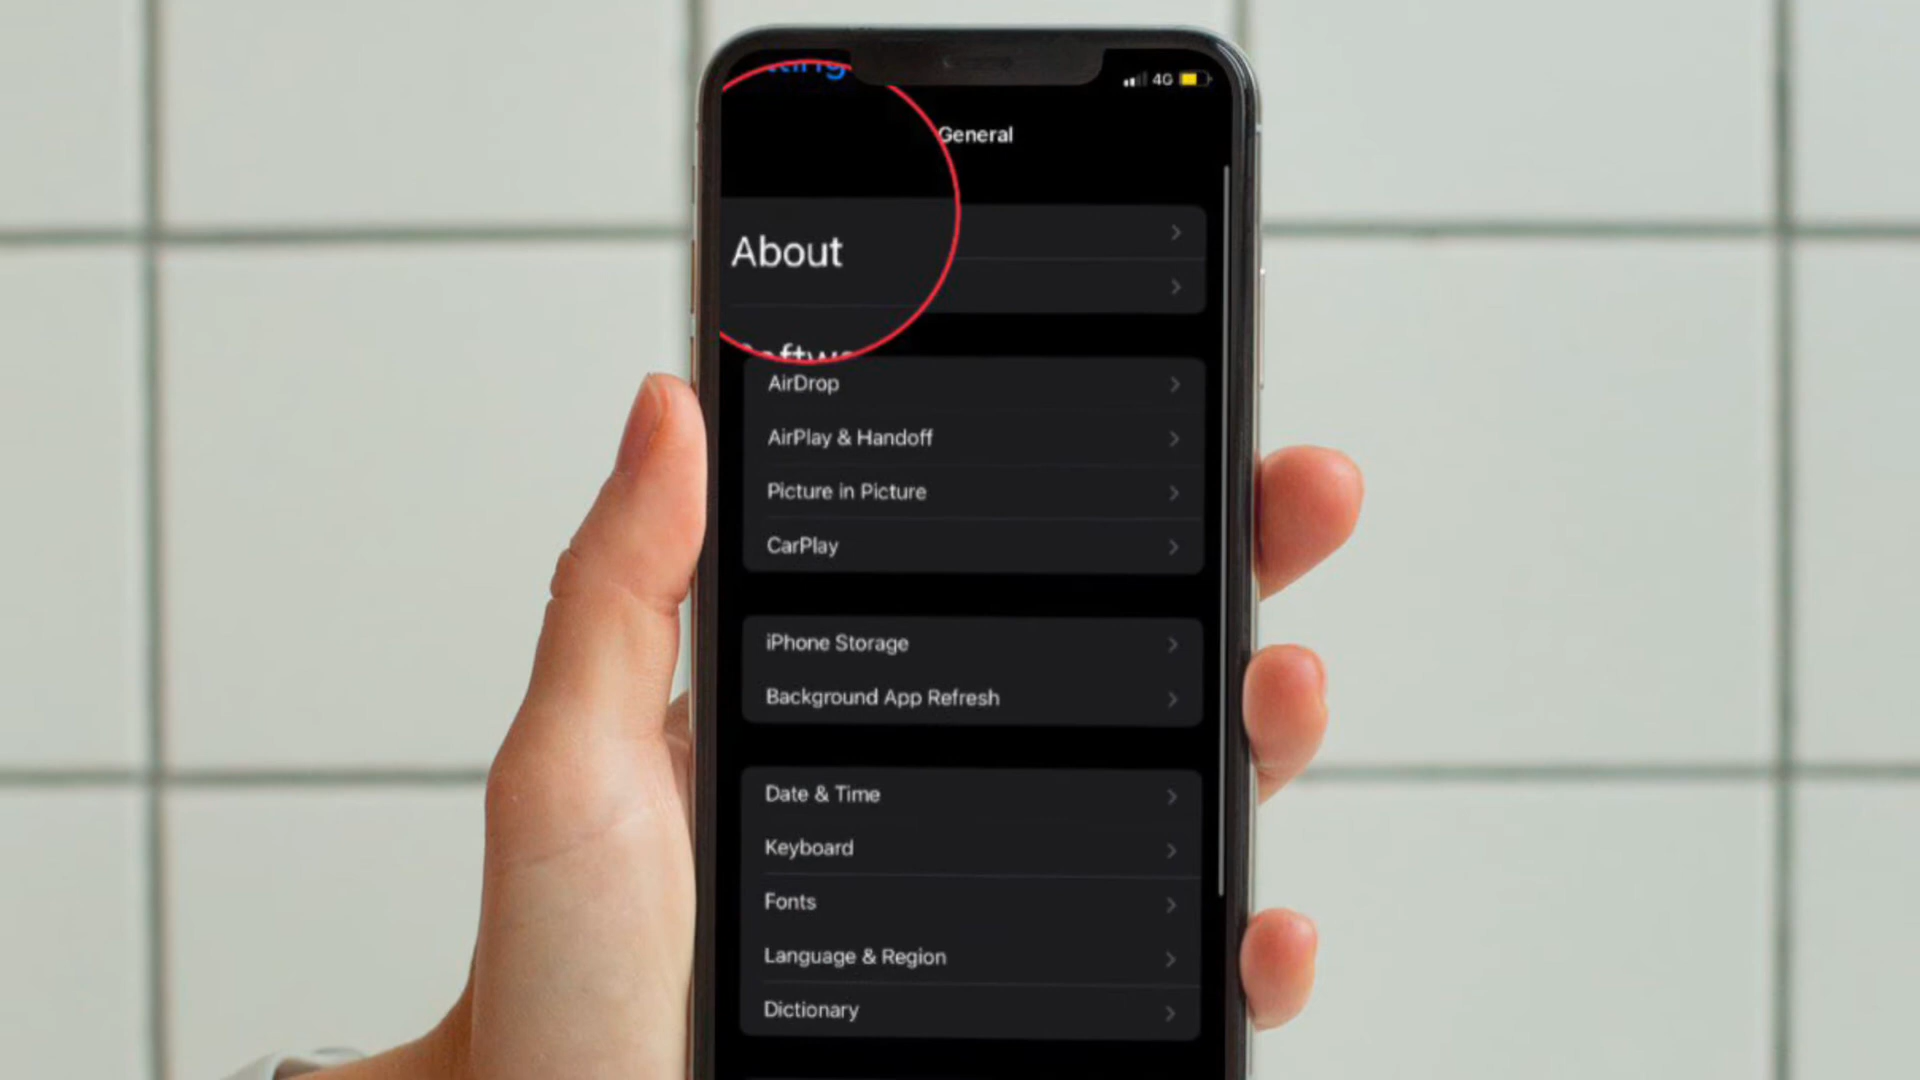 4G
General
About
AirDrop
AirPlay & Handoff
Picture in Picture
CarPlay
iPhone Storage
Background App Refresh
Date & Time
Keyboard
Fonts
Language & Region
Dictionary